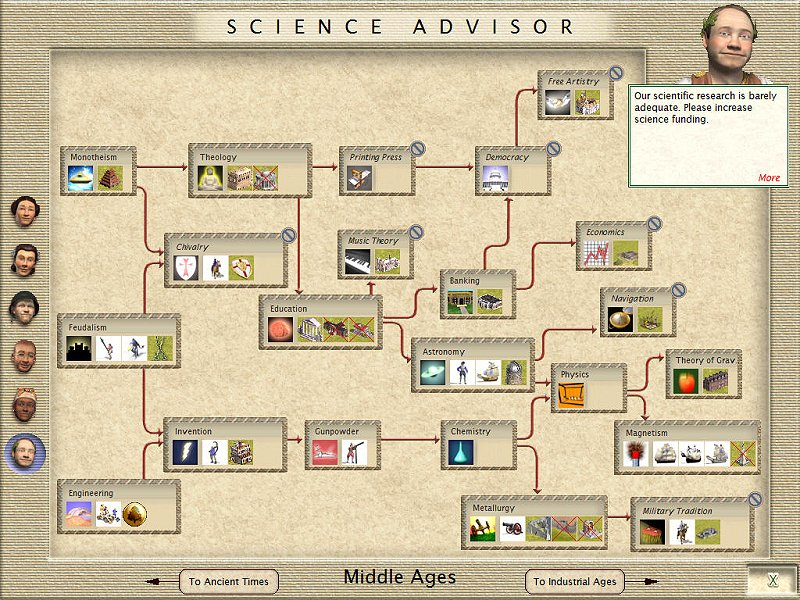 SCIENCE ADVISOR
Our scientific research is barely
adequate. Please increase
science funding.
More
Free Artistry
Monotheism
Theology
Printing Press
Democracy
Chivalry
Music Theory
Economics
Banking
Education
Navigation
Feudalism
Astronomy
Physics
Theory of Grav
Invention
Gunpowder
Chemistry
Magnetism
Engineering
Metallurgy
Military Tradition
To Ancient Times
Middle Ages
To Industrial Ages
X